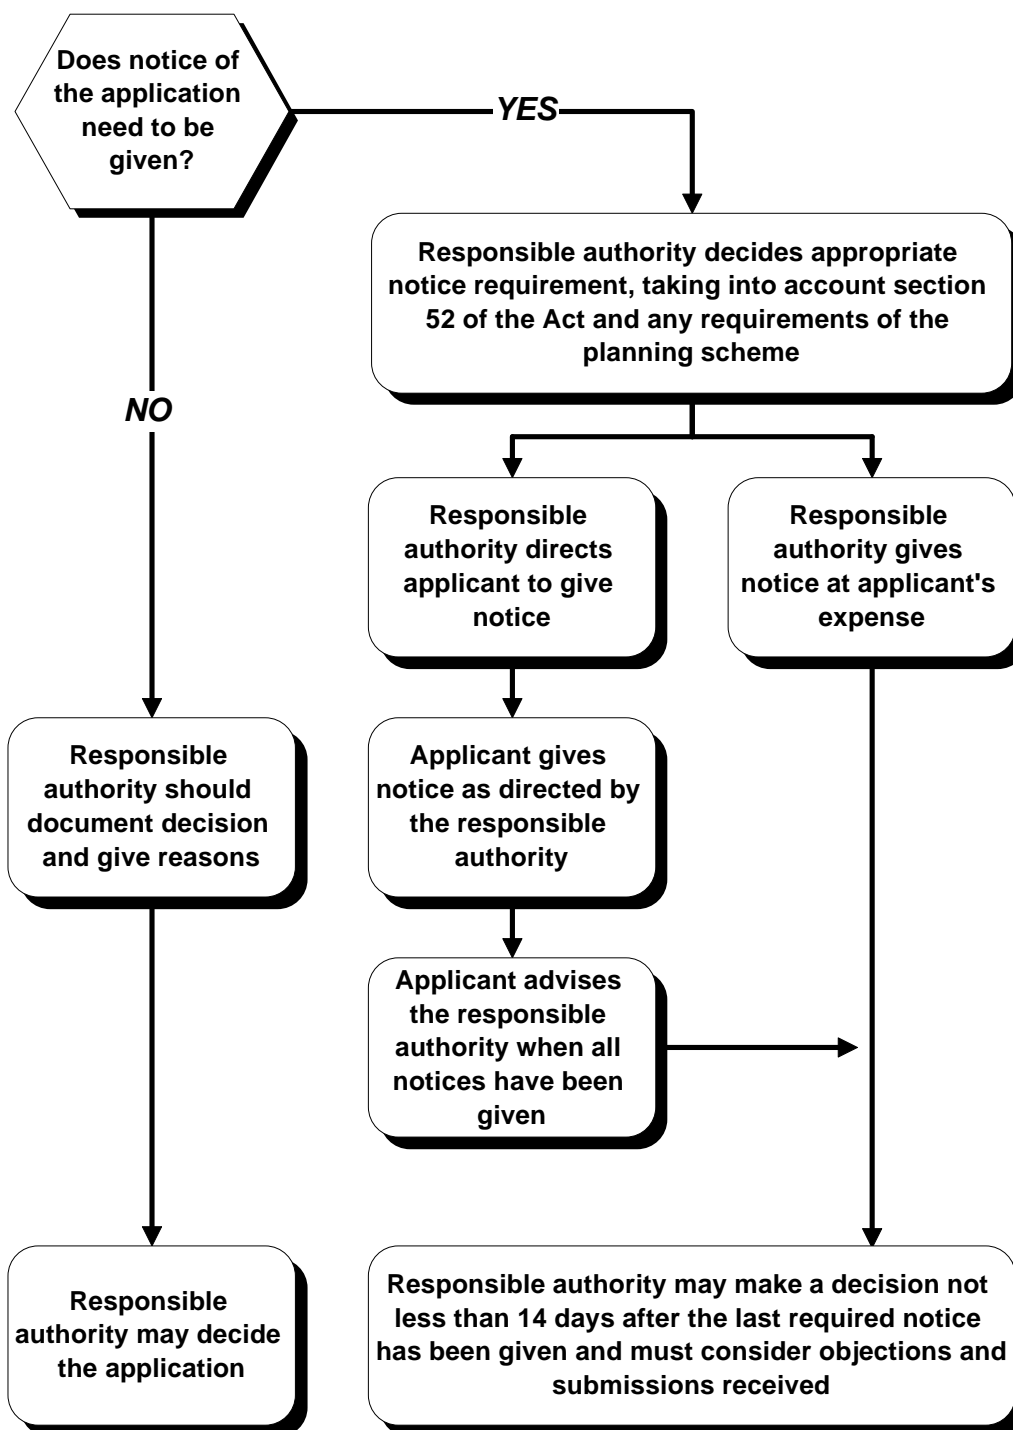 Does notice of
the application
need to be
given?
YES
Responsible authority decides appropriate
notice requirement, taking into account section
52 of the Act and any requirements of the
planning scheme
NO
Responsible
authority directs
applicant to give
notice
Responsible
authority gives
notice at applicant's
expense
Responsible
authority should
document decision
and give reasons
Applicant gives
notice as directed by
the responsible
authority
Applicant advises
the responsible
authority when all
notices have been
given
Responsible
authority may decide
the application
Responsible authority may make a decision not
less than 14 days after the last required notice
has been given and must consider objections and
submissions received